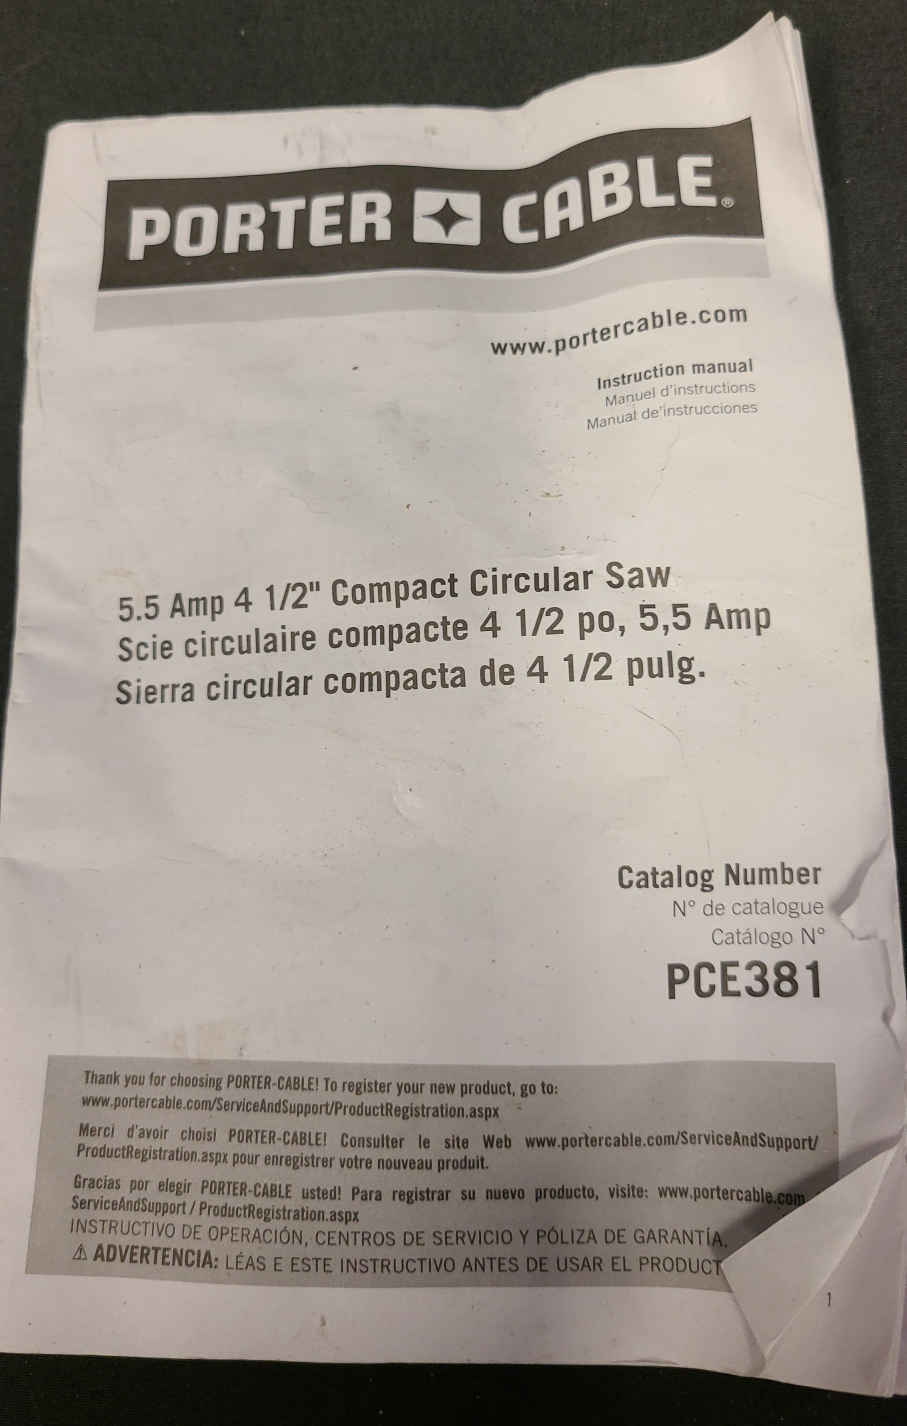 PORTER CABLE®
www.portercable.com
Instruction manual
Manuel d'instructions
Manual de'instrucciones
5.5 Amp 4 1/2" Compact Circular Saw
Scie circulaire compacte 4 1/2 po, 5,5 Amp
Sierra circular compacta de 4 1/2 pulg.
Catalog Number
N° de catalogue
Catálogo N°
PCE381
Thank you for choosing PORTER-CABLE! To register your new product, go to:
www.portercable.com/ServiceAndSupport/ProductRegistration.aspx
Merci d'avoir choisi PORTER-CABLE! Consulter le site Web www.portercable.com/ServiceAndSupport/
ProductRegistration.aspx pour enregistrer votre nouveau produit.
Gracias por elegir PORTER-CABLE usted! Para registrar su nuevo producto, visite: www.portercable.com
ServiceAndSupport / ProductRegistration.aspx
INSTRUCTIVO DE OPERACIÓN, CENTROS DE SERVICIO Y PÓLIZA DE GARANTÍA.
⚠ ADVERTENCIA: LÉAS E ESTE INSTRUCTIVO ANTES DE USAR EL PRODUCT
1